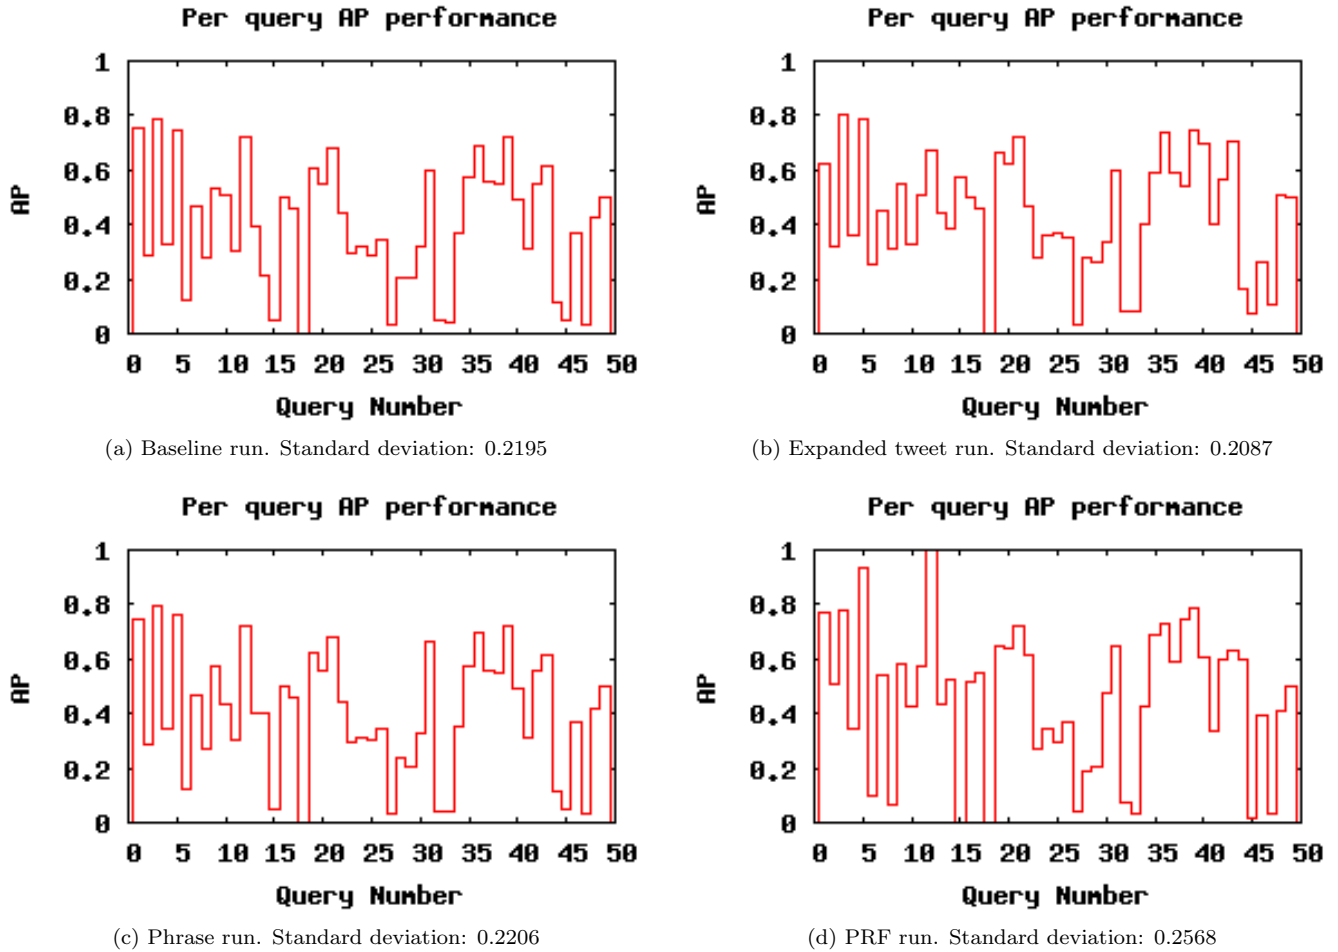 Per query AP performance
1
0.8
0.6
0.4
0.2
0
AP
0 5 10 15 20 25 30 35 40 45 50
Query Number
(a) Baseline run. Standard deviation: 0.2195
Per query AP performance
1
0.8
0.6
0.4
0.2
0
AP
0 5 10 15 20 25 30 35 40 45 50
Query Number
(b) Expanded tweet run. Standard deviation: 0.2087
Per query AP performance
1
0.8
0.6
0.4
0.2
0
AP
0 5 10 15 20 25 30 35 40 45 50
Query Number
(c) Phrase run. Standard deviation: 0.2206
Per query AP performance
1
0.8
0.6
0.4
0.2
0
AP
0 5 10 15 20 25 30 35 40 45 50
Query Number
(d) PRF run. Standard deviation: 0.2568